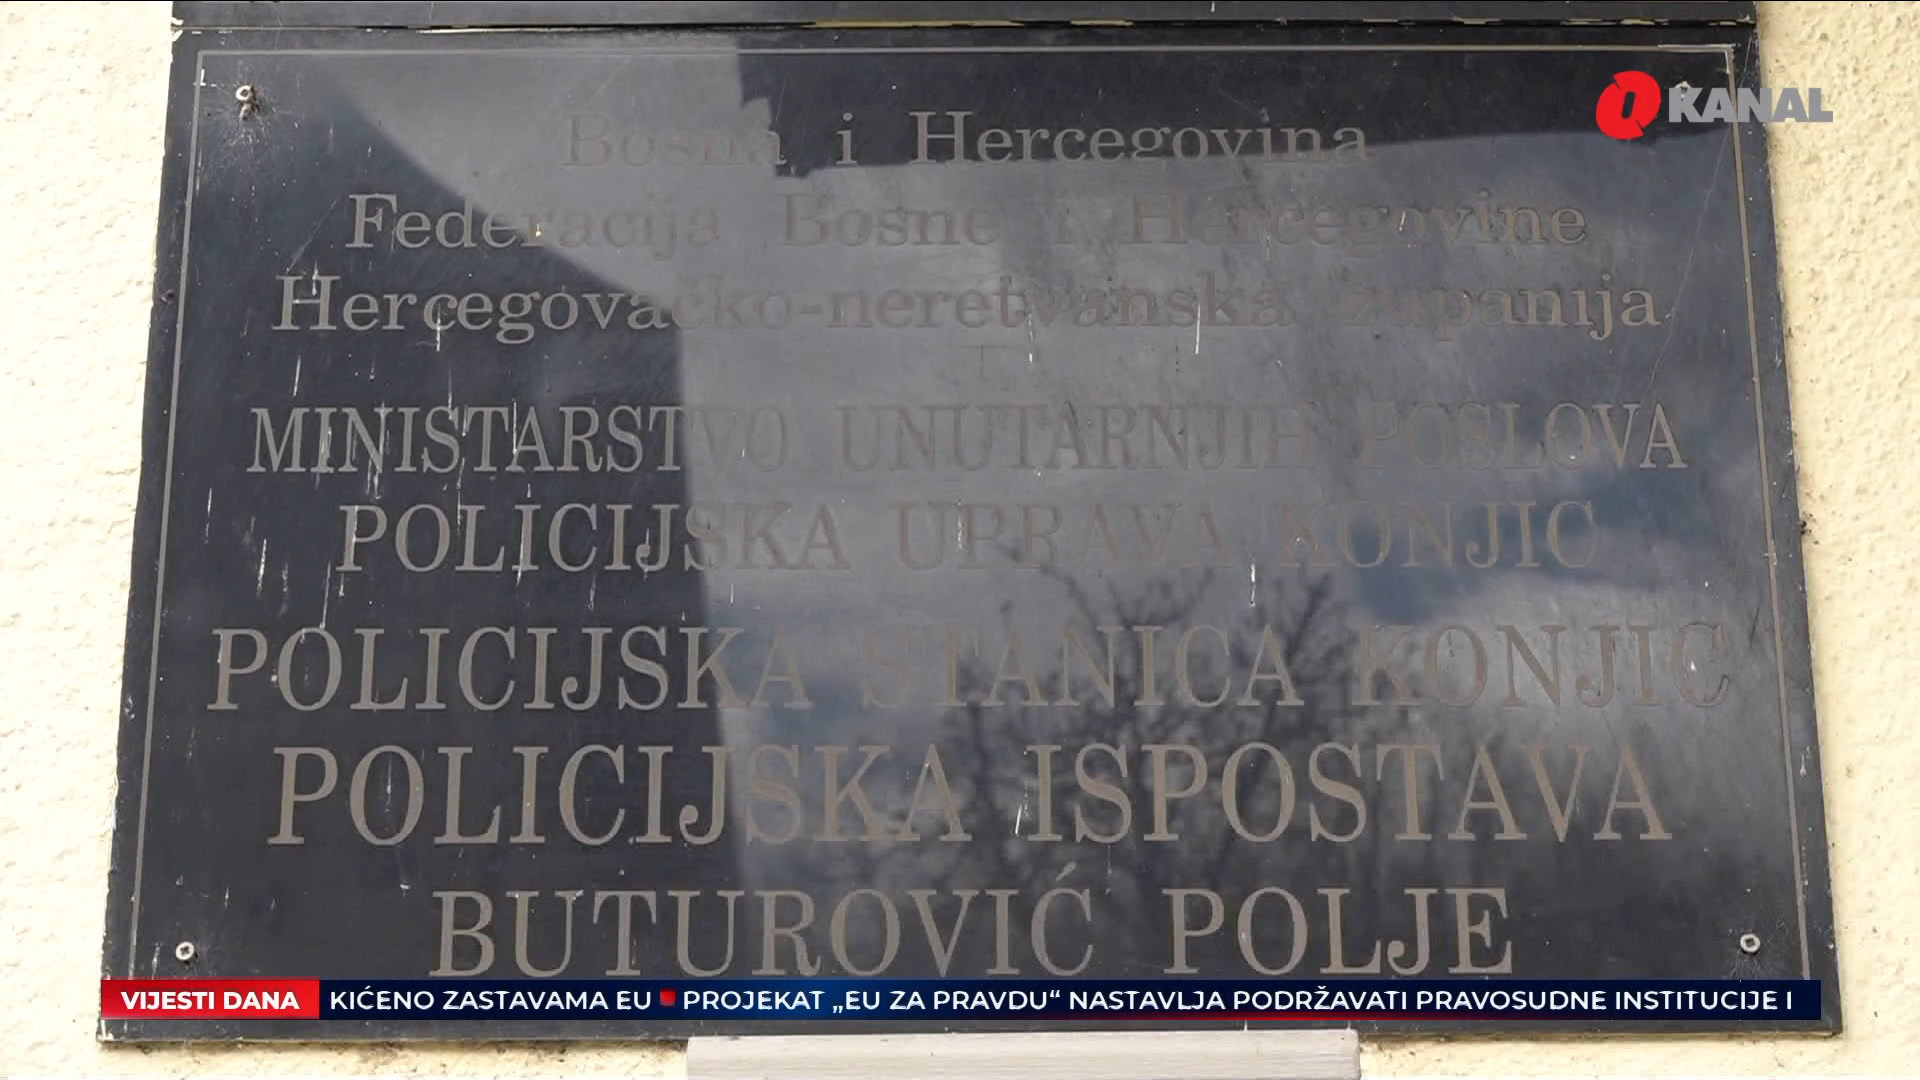 O KANAL
Bosna i Hercegovina
Federacija Bosne i Hercegovine
Hercegovačko-neretvanska županija
MINISTARSTVO UNUTARNJIH POSLOVA
POLICIJSKA UPRAVA KONJIC
POLICIJSKA STANICA KONJIC
POLICIJSKA ISPOSTAVA
BUTUROVIĆ POLJE
VIJESTI DANA KIĆENO ZASTAVAMA EU PROJEKAT „EU ZA PRAVDU“ NASTAVLJA PODRŽAVATI PRAVOSUDNE INSTITUCIJE I